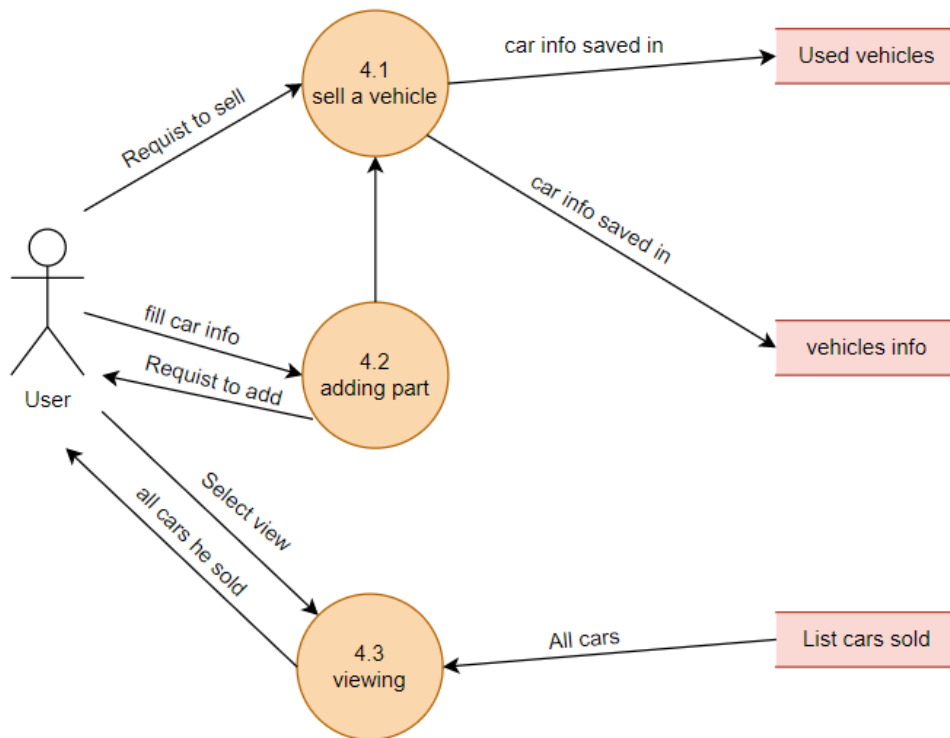 4.1
sell a vehicle
car info saved in
Used vehicles
Requist to sell
car info saved in
User
fill car info
Requist to add
4.2
adding part
vehicles info
Select view
all cars he sold
4.3
viewing
All cars
List cars sold